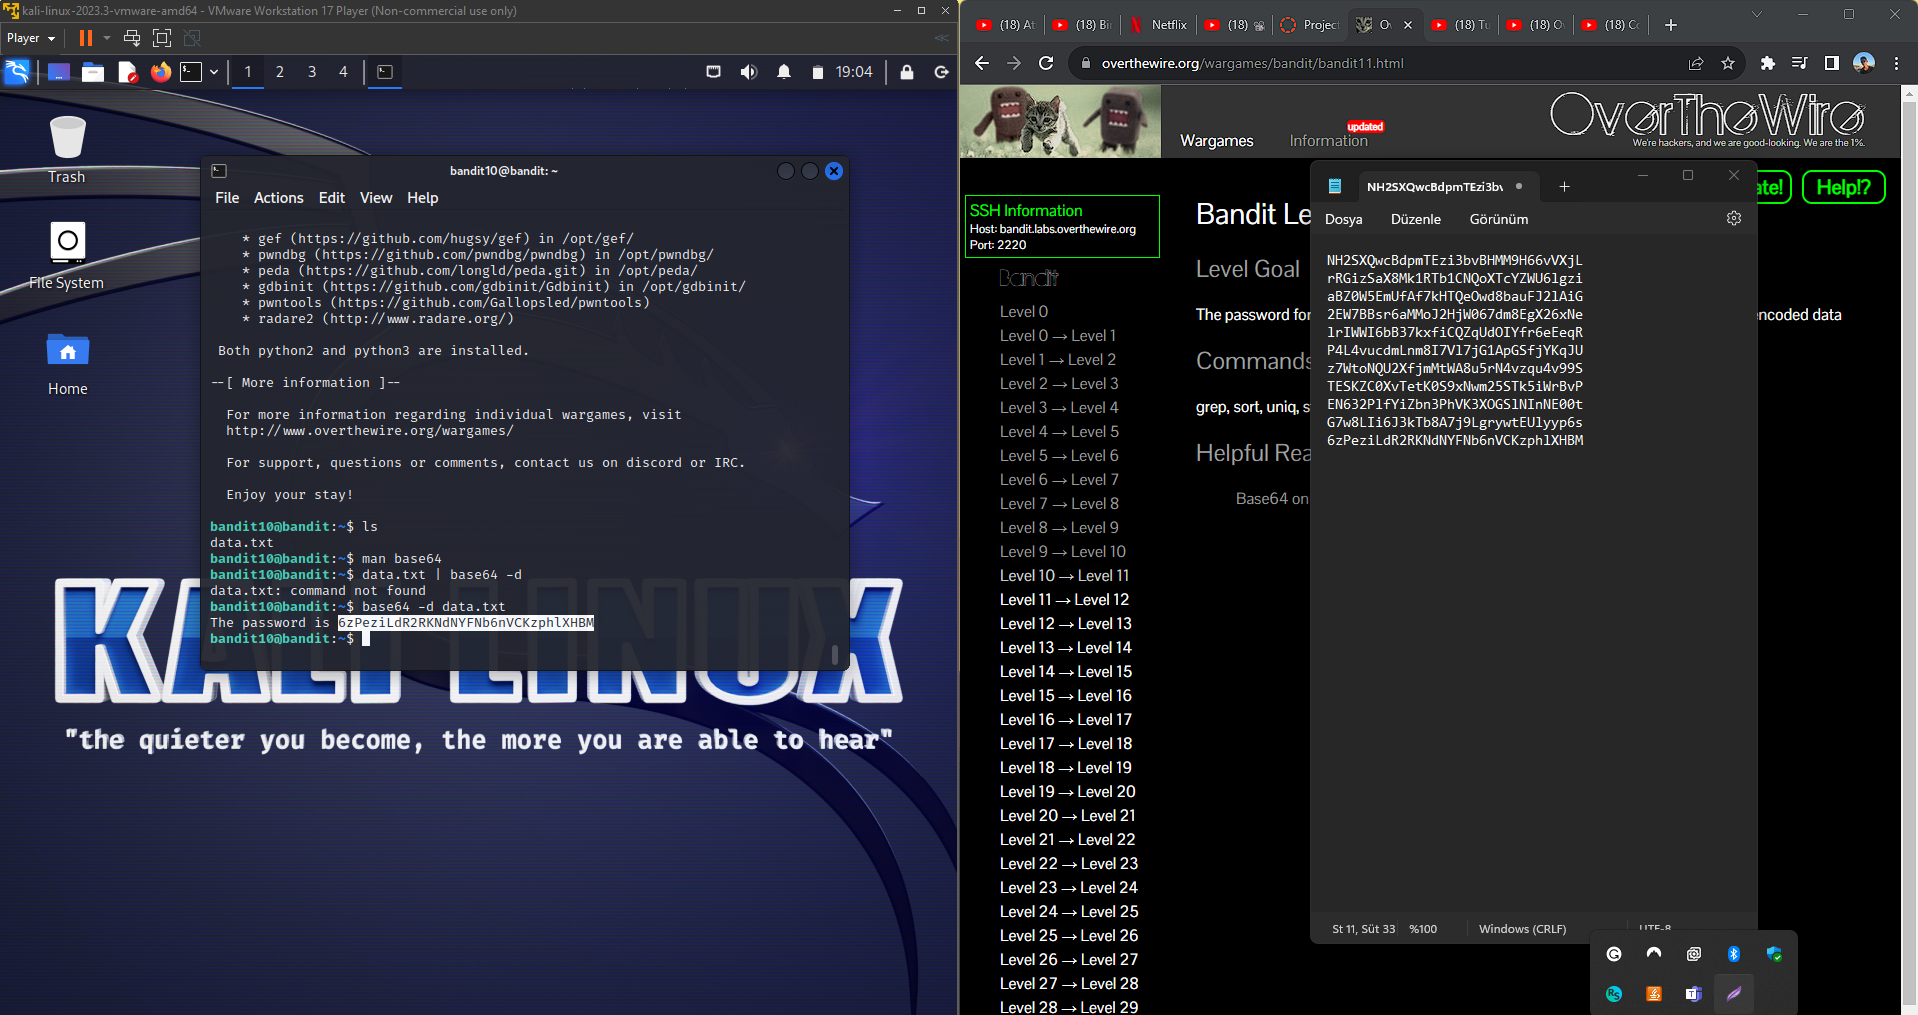 kali-linux-2023.3-vmware-amd64 - VMware Workstation 17 Player (Non-commercial use only)
Player
1 2 3 4
19:04
Trash
File System
Home
bandit10@bandit: ~
File Actions Edit View Help
* gef (https://github.com/hugsy/gef) in /opt/gef/
* pwndbg (https://github.com/pwndbg/pwndbg) in /opt/pwndbg/
* peda (https://github.com/longld/peda.git) in /opt/peda/
* gdbinit (https://github.com/gdbinit/Gdbinit) in /opt/gdbinit/
* pwntools (https://github.com/Gallopsled/pwntools)
* radare2 (http://www.radare.org/)
Both python2 and python3 are installed.
--[ More information ]--
For more information regarding individual wargames, visit
http://www.overthewire.org/wargames/
For support, questions or comments, contact us on discord or IRC.
Enjoy your stay!
bandit10@bandit:~$ ls
data.txt
bandit10@bandit:~$ man base64
bandit10@bandit:~$ data.txt | base64 -d
data.txt: command not found
bandit10@bandit:~$ base64 -d data.txt
The password is 6zPeziLdR2RKNdNYFNb6nVCKzphlXHBM
bandit10@bandit:~$
KALI LINUX
"the quieter you become, the more you are able to hear"
(18) A (18) Bi Netflix (18) Project O (18) Tu (18) O (18) C
overthewire.org/wargames/bandit/bandit11.html
Wargames
Information
updated
OverTheWire
We're hackers, and we are good-looking. We are the 1%.
ate!
Help!?
SSH Information
Host: bandit.labs.overthewire.org
Port: 2220
Bandit
Level 0
Level 0 → Level 1
Level 1 → Level 2
Level 2 → Level 3
Level 3 → Level 4
Level 4 → Level 5
Level 5 → Level 6
Level 6 → Level 7
Level 7 → Level 8
Level 8 → Level 9
Level 9 → Level 10
Level 10 → Level 11
Level 11 → Level 12
Level 12 → Level 13
Level 13 → Level 14
Level 14 → Level 15
Level 15 → Level 16
Level 16 → Level 17
Level 17 → Level 18
Level 18 → Level 19
Level 19 → Level 20
Level 20 → Level 21
Level 21 → Level 22
Level 22 → Level 23
Level 23 → Level 24
Level 24 → Level 25
Level 25 → Level 26
Level 26 → Level 27
Level 27 → Level 28
Level 28 → Level 29
Bandit Le
Level Goal
The password for
encoded data
Commands
grep, sort, uniq, s
Helpful Rea
Base64 on
NH2SXQwcBdpmTEzi3bv
Dosya Düzenle Görünüm
NH2SXQwcBdpmTEzi3bvBHMM9H66vVXjL
rRGizSaX8Mk1RTb1CNQoXTcYZWU6lgzi
aBZ0W5EmUfAf7kHTQeOwd8bauFJ2lAiG
2EW7BBsr6aMMoJ2HjW067dm8EgX26xNe
lrIWWI6bB37kxfiCQZqUdOIYfr6eEeqR
P4L4vucdmLnm8I7Vl7jG1ApGSfjYKqJU
z7WtoNQU2XfjmMtWA8u5rN4vzqu4v99S
TESKZC0XvTetK0S9xNwm25STk5iWrBvP
EN632PlfYiZbn3PhVK3XOGSlNInNE00t
G7w8LIi6J3kTb8A7j9LgrywtEUlyyp6s
6zPeziLdR2RKNdNYFNb6nVCKzphlXHBM
St 11, Süt 33 %100 Windows (CRLF) UTF-8